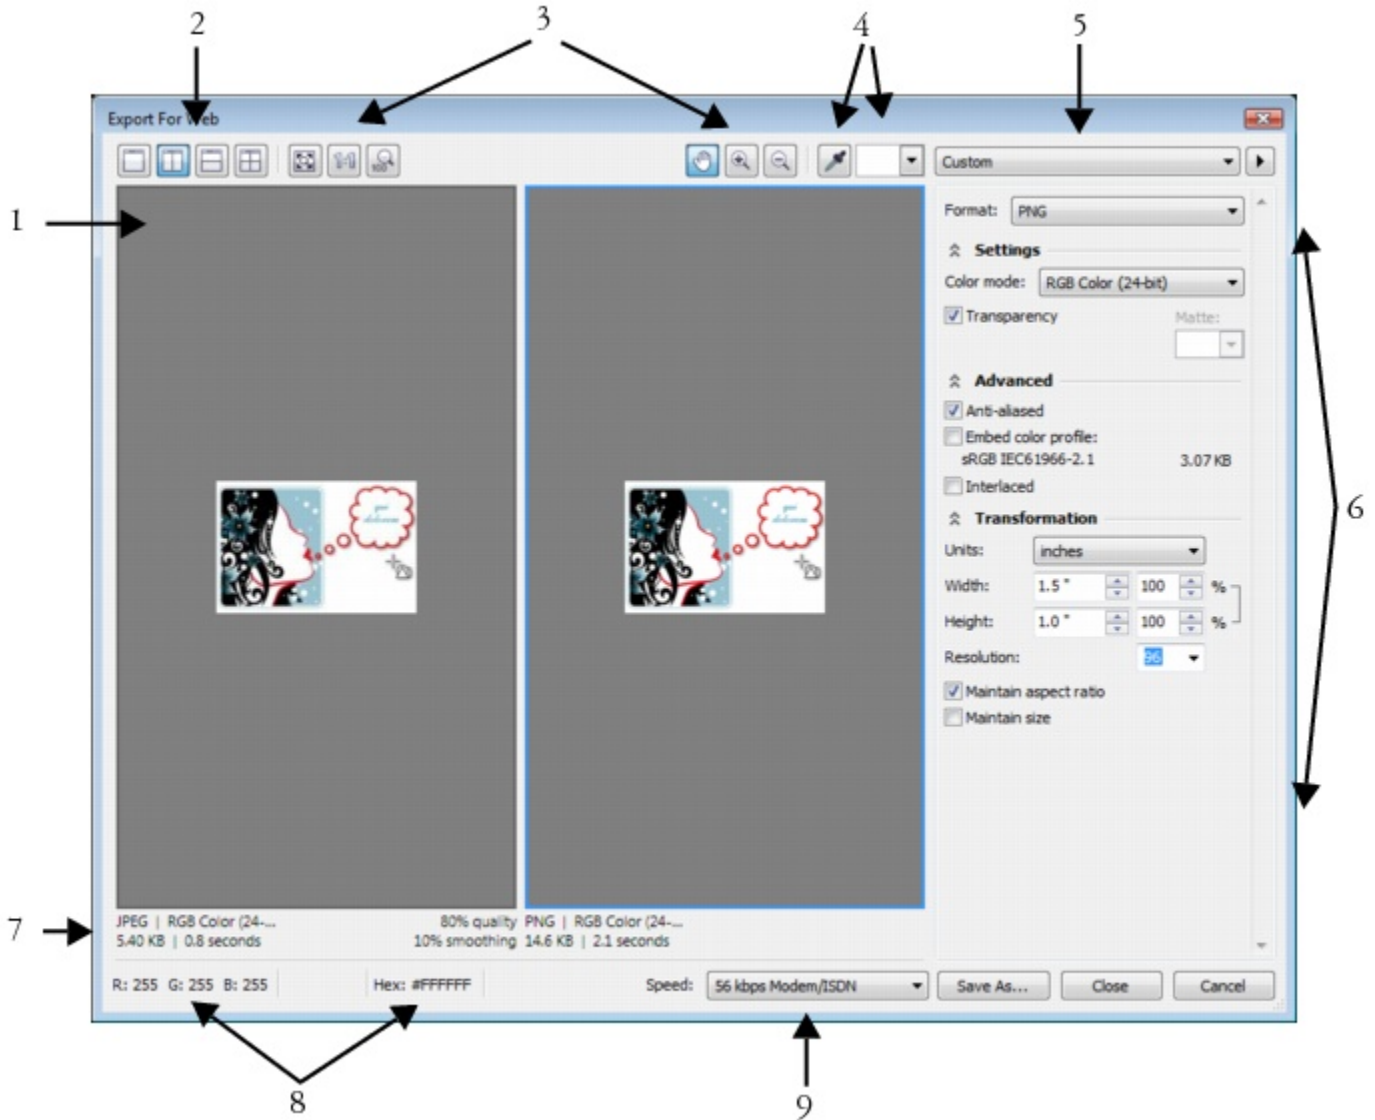 2
3
4
5
Export For Web
1:1
100
Custom
1
Format: PNG
Settings
Color mode: RGB Color (24-bit)
Transparency
Matte:
Advanced
Anti-aliased
Embed color profile:
sRGB IEC61966-2.1 3.07 KB
Interlaced
6
Transformation
Units: inches
Width: 1.5 " 100 %
Height: 1.0 " 100 %
Resolution: 96
Maintain aspect ratio
Maintain size
7
JPEG | RGB Color (24-... 80% quality
5.40 KB | 0.8 seconds 10% smoothing
PNG | RGB Color (24-...
14.6 KB | 2.1 seconds
R: 255 G: 255 B: 255 Hex: #FFFFFF Speed: 56 kbps Modem/ISDN Save As... Close Cancel
8
9